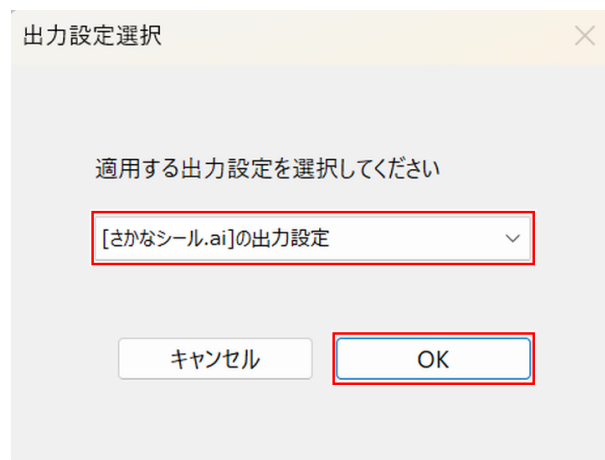 出力設定選択
適用する出力設定を選択してください
[さかなシール.ai]の出力設定
キャンセル
OK